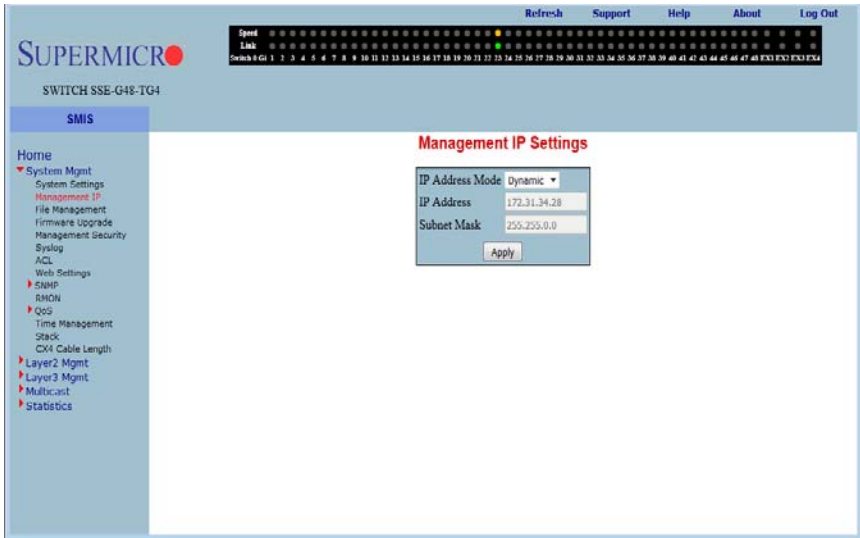 Refresh Support Help About Log Out
Speed
Link
Switch 0 Gi 1 2 3 4 5 6 7 8 9 10 11 12 13 14 15 16 17 18 19 20 21 22 23 24 25 26 27 28 29 30 31 32 33 34 35 36 37 38 39 40 41 42 43 44 45 46 47 48 EX1 EX2 EX3 EX4
SUPERMICRO
SWITCH SSE-G48-TG4
SMIS
Home
System Mgmt
System Settings
Management IP
File Management
Firmware Upgrade
Management Security
Syslog
ACL
Web Settings
SNMP
RMON
QoS
Time Management
Stack
CX4 Cable Length
Layer2 Mgmt
Layer3 Mgmt
Multicast
Statistics
Management IP Settings
IP Address Mode Dynamic
IP Address 172.31.34.28
Subnet Mask 255.255.0.0
Apply